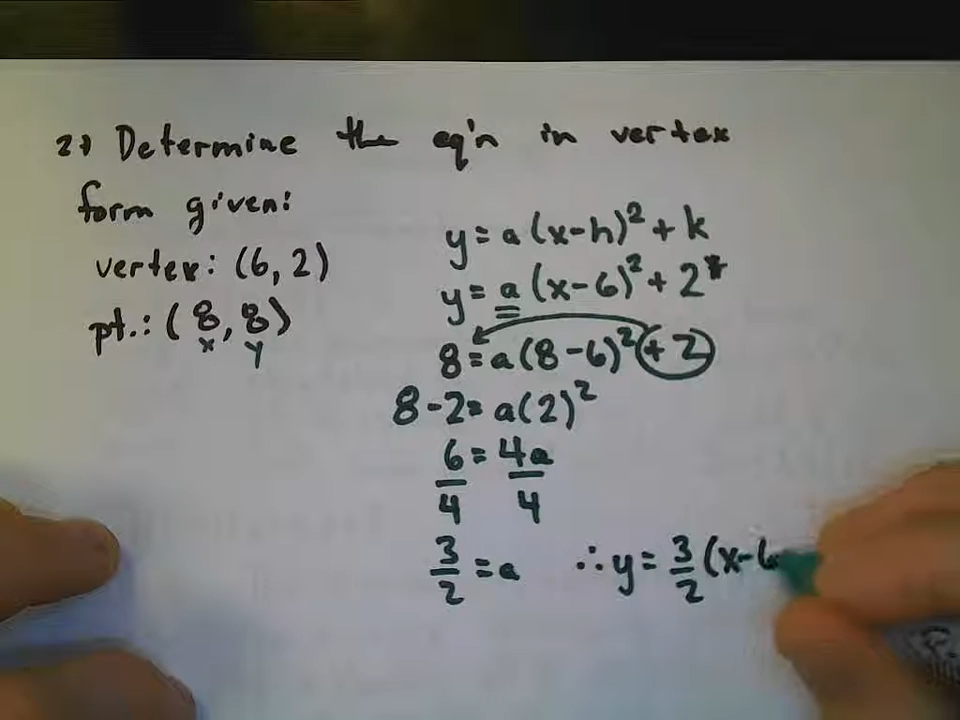 2) Determine the eq'n in vertex
form given:
vertex: (6, 2)
pt.: (8, 8)
x y
y = a(x-h)² + k
y = a(x-6)² + 2*
8 = a(8-6)² + 2
8-2 = a(2)²
6 = 4a
4 4
3/2 = a ∴ y = 3/2 (x-6